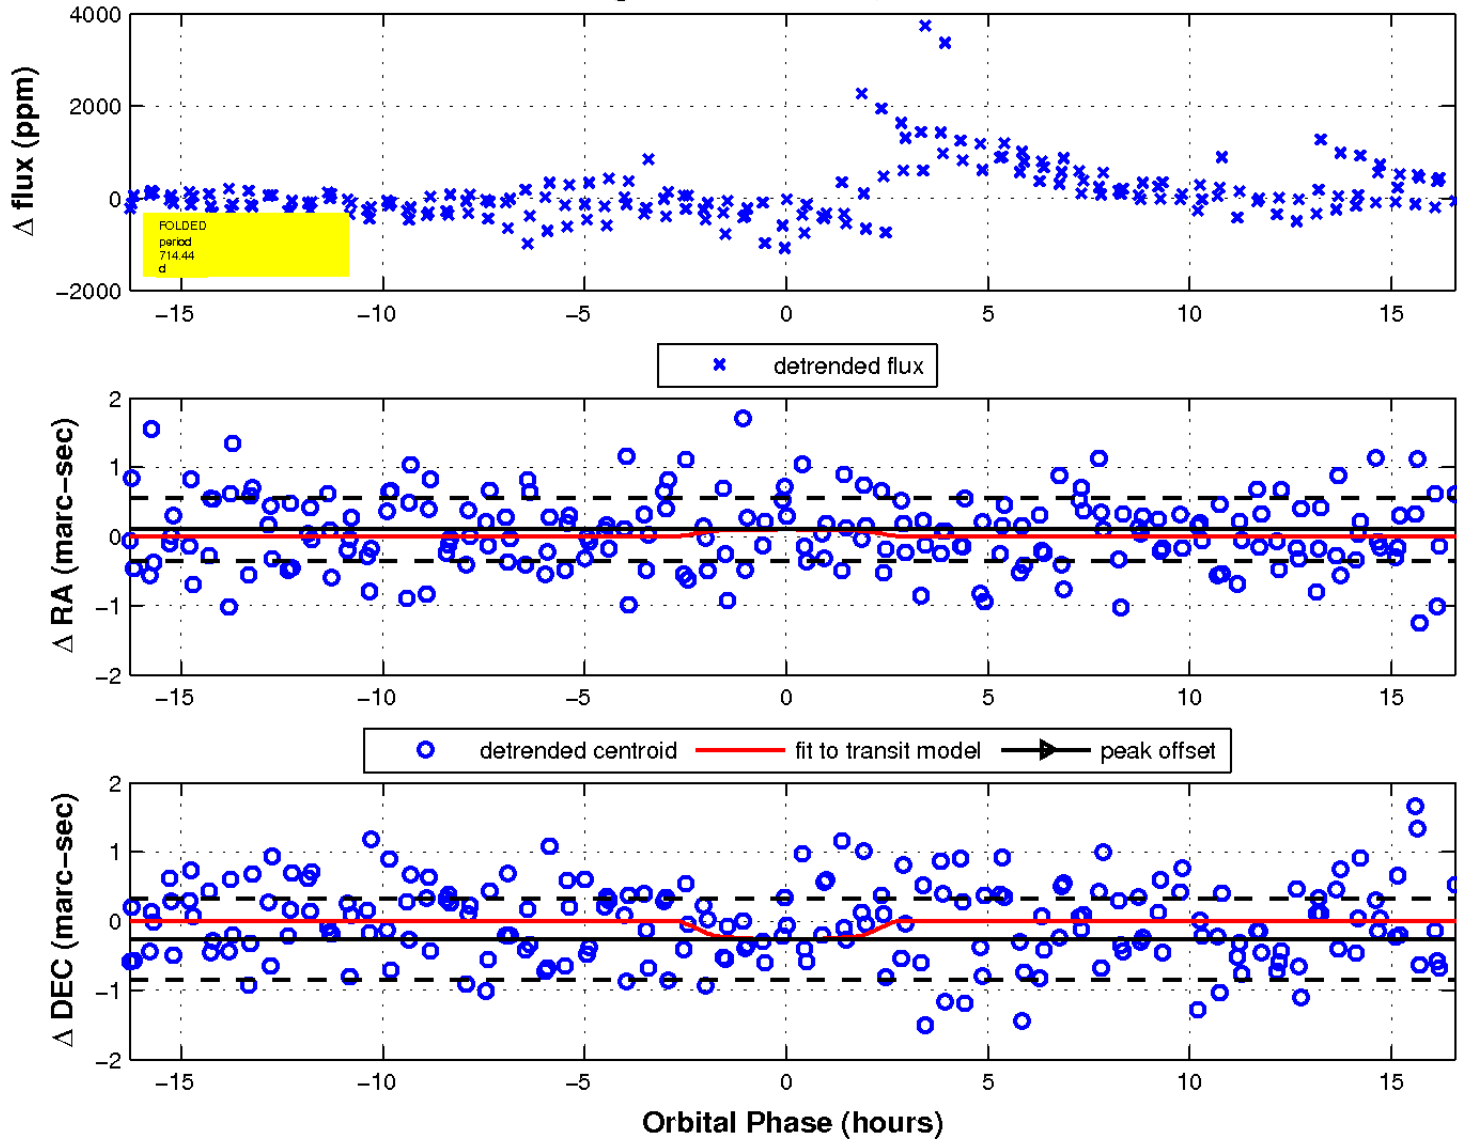 4000
2000
0
−2000
Δ flux (ppm)
FOLDED
period
714.44
d
−15 −10 −5 0 5 10 15
detrended flux
2
1
0
−1
−2
Δ RA (marc−sec)
−15 −10 −5 0 5 10 15
detrended centroid fit to transit model peak offset
2
1
0
−1
−2
Δ DEC (marc−sec)
−15 −10 −5 0 5 10 15
Orbital Phase (hours)